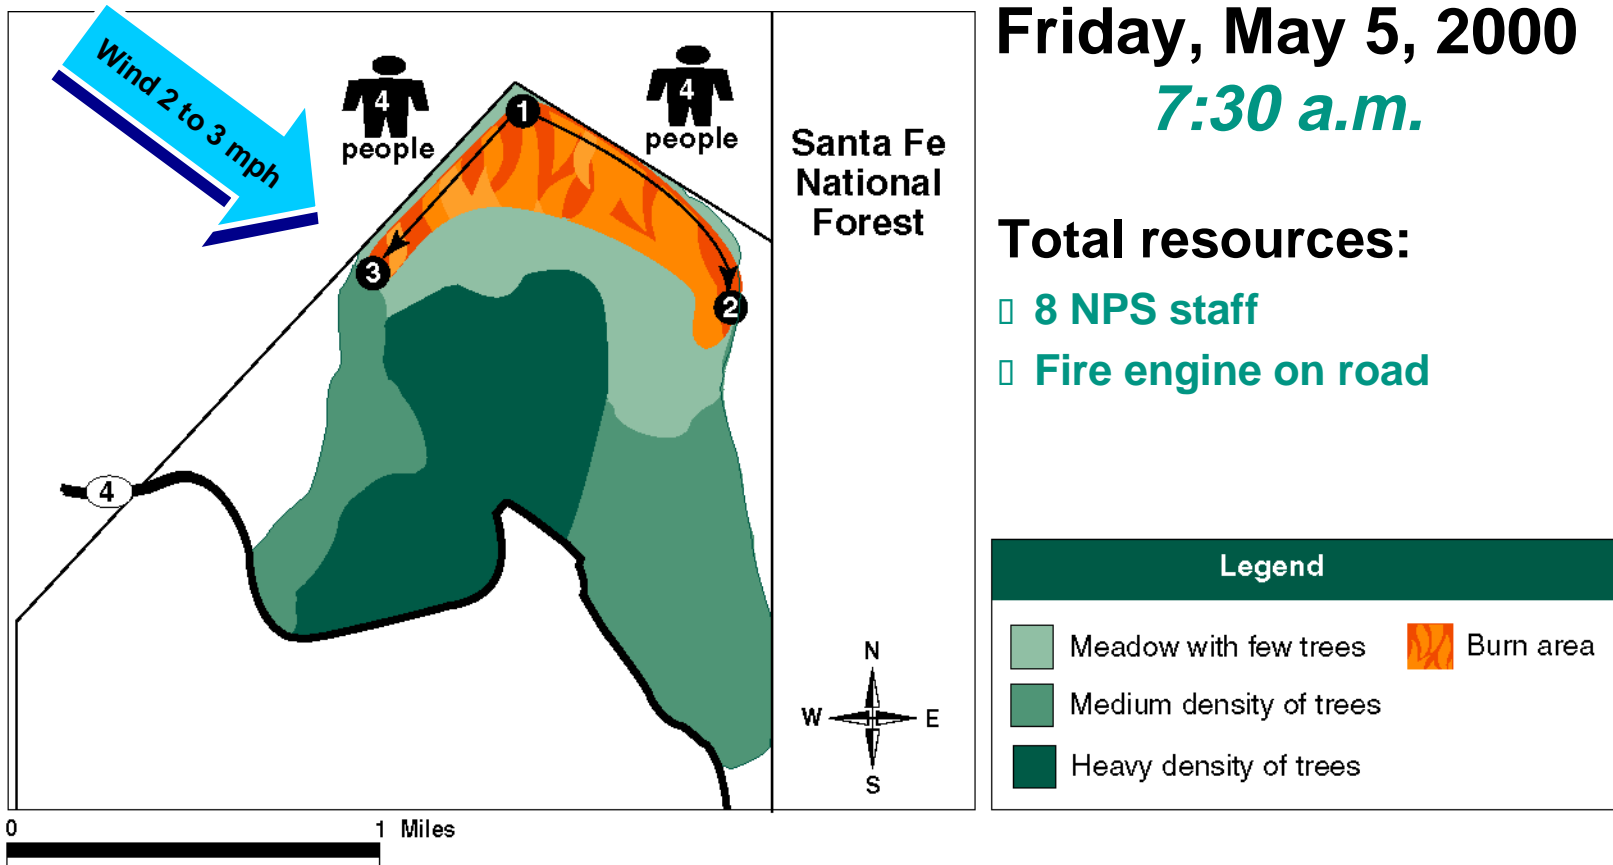 Friday, May 5, 2000
7:30 a.m.
Wind 2 to 3 mph
4
people
4
people
1
3
2
4
Santa Fe
National
Forest
N
W
E
S
0
1 Miles
Total resources:
▯ 8 NPS staff
▯ Fire engine on road
Legend
Meadow with few trees
Burn area
Medium density of trees
Heavy density of trees